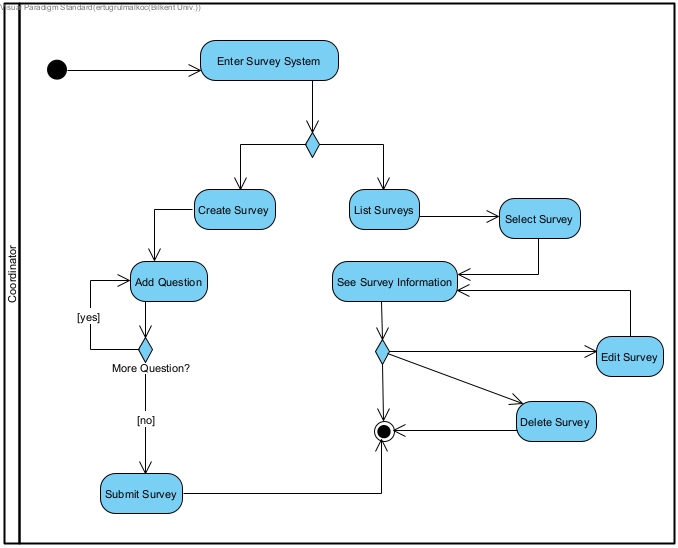 Visual Paradigm Standard(ertugrulmalkoc(Bilkent Univ.))
Enter Survey System
Create Survey
List Surveys
Select Survey
Coordinator
Add Question
See Survey Information
[yes]
Edit Survey
More Question?
[no]
Delete Survey
Submit Survey